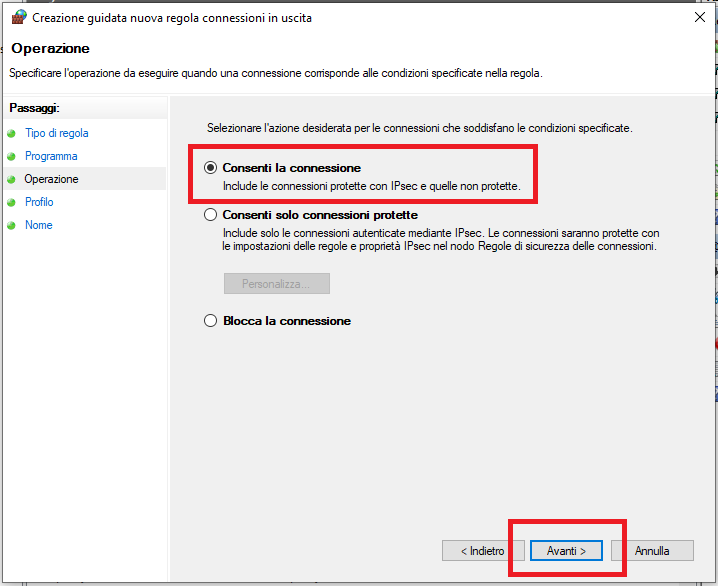 Creazione guidata nuova regola connessioni in uscita
Operazione
Specificare l'operazione da eseguire quando una connessione corrisponde alle condizioni specificate nella regola.
Passaggi:
Tipo di regola
Programma
Operazione
Profilo
Nome
Selezionare l'azione desiderata per le connessioni che soddisfano le condizioni specificate.
Consenti la connessione
Include le connessioni protette con IPsec e quelle non protette.
Consenti solo connessioni protette
Include solo le connessioni autenticate mediante IPsec. Le connessioni saranno protette con
le impostazioni delle regole e proprietà IPsec nel nodo Regole di sicurezza delle connessioni.
Personalizza...
Blocca la connessione
< Indietro
Avanti >
Annulla